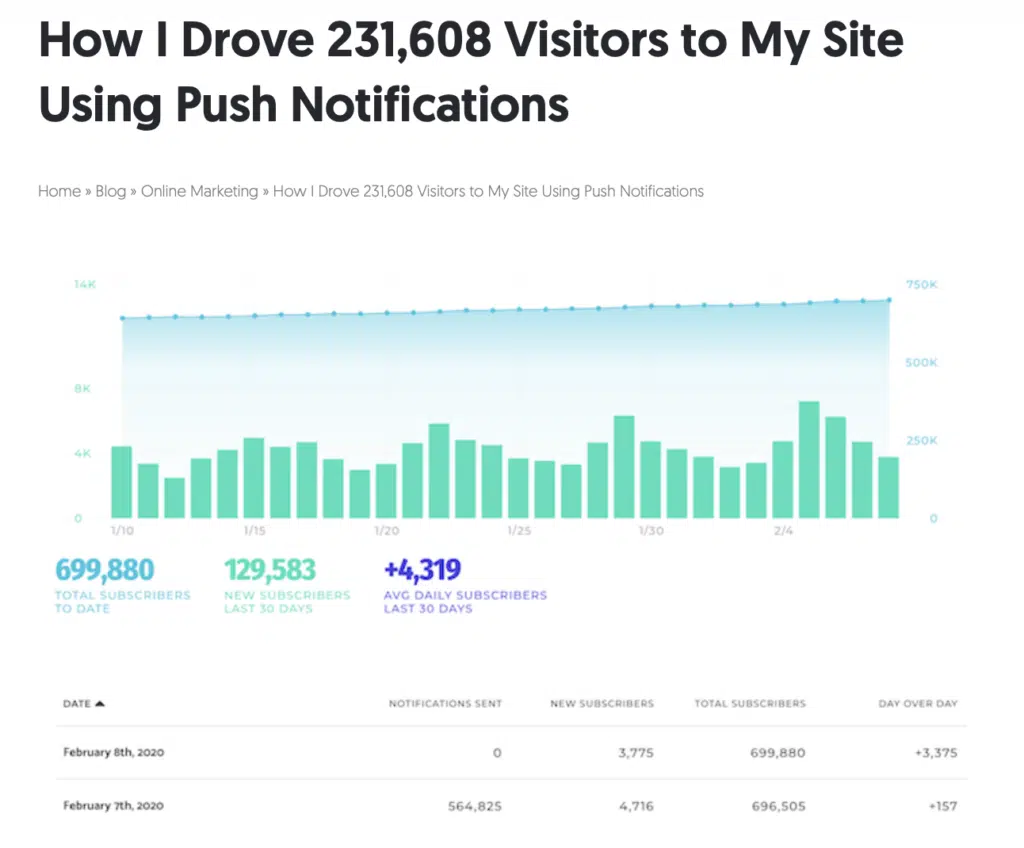 How I Drove 231,608 Visitors to My Site
Using Push Notifications
Home » Blog » Online Marketing » How I Drove 231,608 Visitors to My Site Using Push Notifications
14K 750K
500K
8K
250K
4K
0 0
1/10 1/15 1/20 1/25 1/30 2/4
699,880 129,583 +4,319
TOTAL SUBSCRIBERS NEW SUBSCRIBERS AVG DAILY SUBSCRIBERS
TO DATE LAST 30 DAYS LAST 30 DAYS
DATE NOTIFICATIONS SENT NEW SUBSCRIBERS TOTAL SUBSCRIBERS DAY OVER DAY
February 8th, 2020 0 3,775 699,880 +3,375
February 7th, 2020 564,825 4,716 696,505 +157